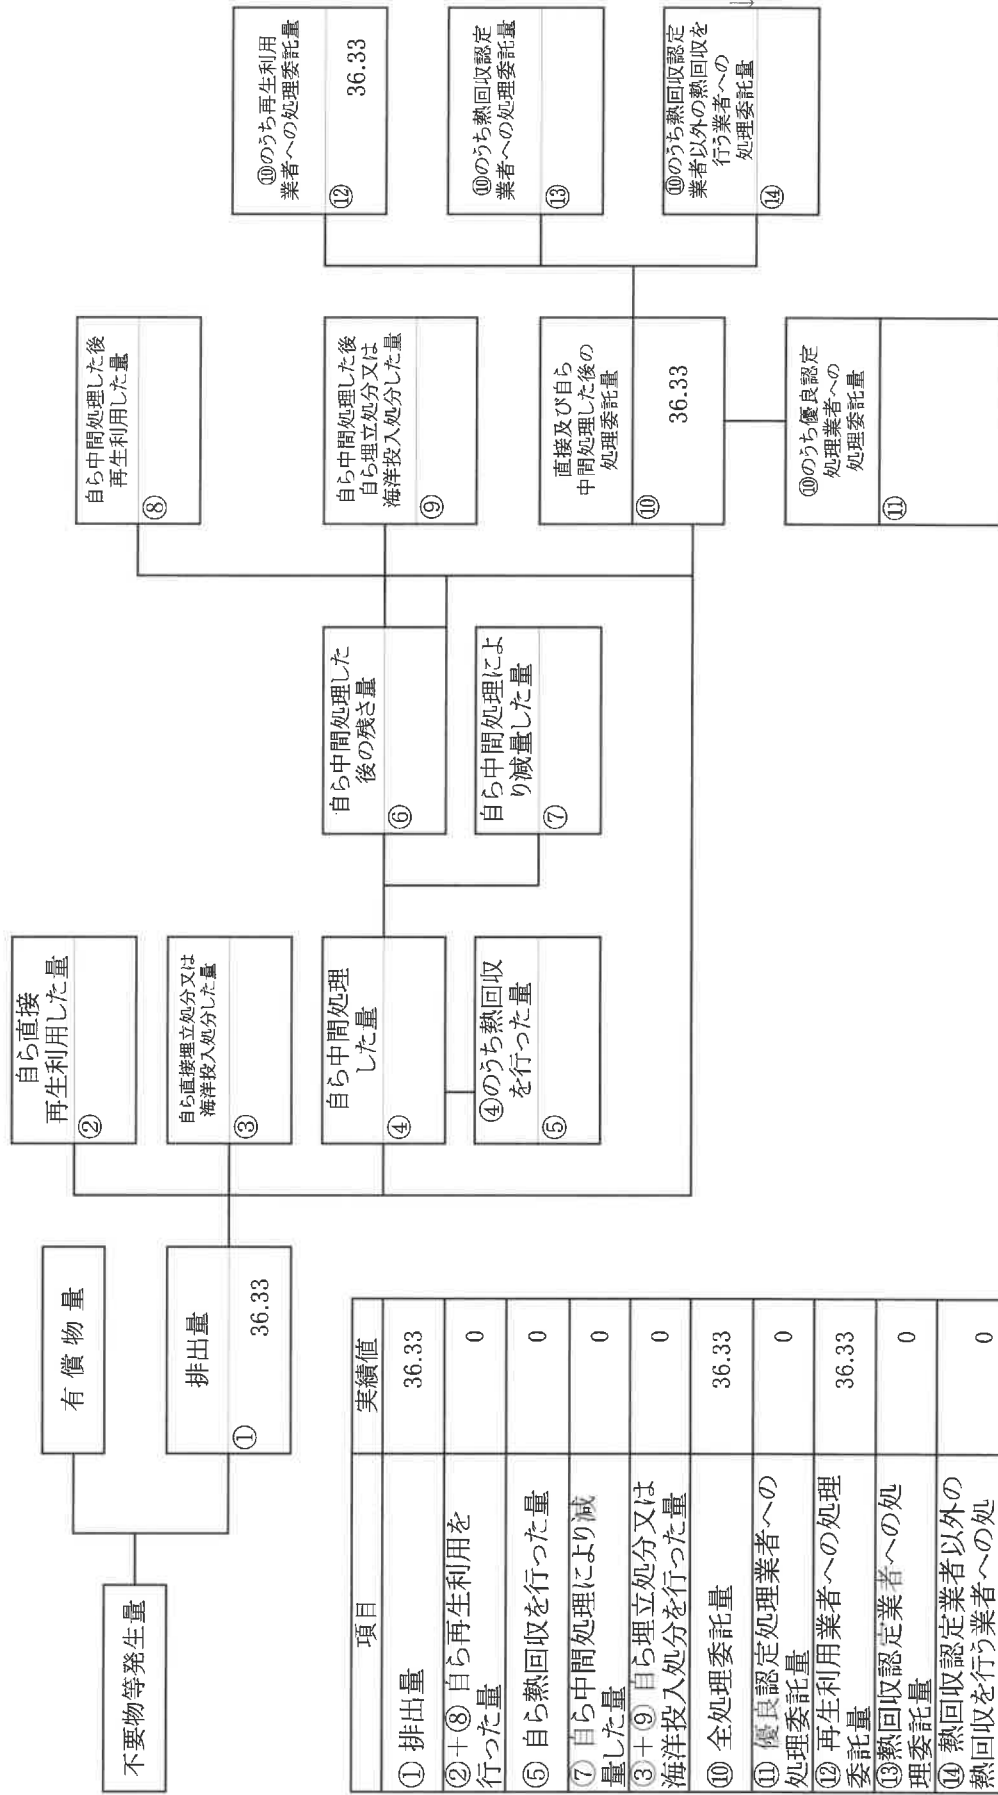 不要物等発生量
有償物量
排出量
①
36.33
自ら直接
再生利用した量
②
自ら直接埋立処分又は
海洋投入処分した量
③
自ら中間処理
した量
④
④のうち熱回収
を行った量
⑤
自ら中間処理した
後の残さ量
⑥
自ら中間処理によ
り減量した量
⑦
自ら中間処理した後
再生利用した量
⑧
自ら中間処理した後
自ら埋立処分又は
海洋投入処分した量
⑨
直接及び自ら
中間処理した後の
処理委託量
⑩
36.33
⑩のうち優良認定
処理業者への
処理委託量
⑪
⑩のうち再生利用
業者への処理委託量
⑫
36.33
⑩のうち熱回収認定
業者への処理委託量
⑬
⑩のうち熱回収認定
業者以外の熱回収を
行う業者への
処理委託量
⑭
項目 実績値
①排出量 36.33
②+⑧ 自ら再生利用を
行った量 0
⑤ 自ら熱回収を行った量 0
⑦ 自ら中間処理により減
量した量 0
③+⑨ 自ら埋立処分又は
海洋投入処分を行った量 0
⑩ 全処理委託量 36.33
⑪ 優良認定処理業者への
処理委託量 0
⑫ 再生利用業者への処理
委託量 36.33
⑬熱回収認定業者への処
理委託量 0
⑭ 熱回収認定業者以外の
熱回収を行う業者への処 0